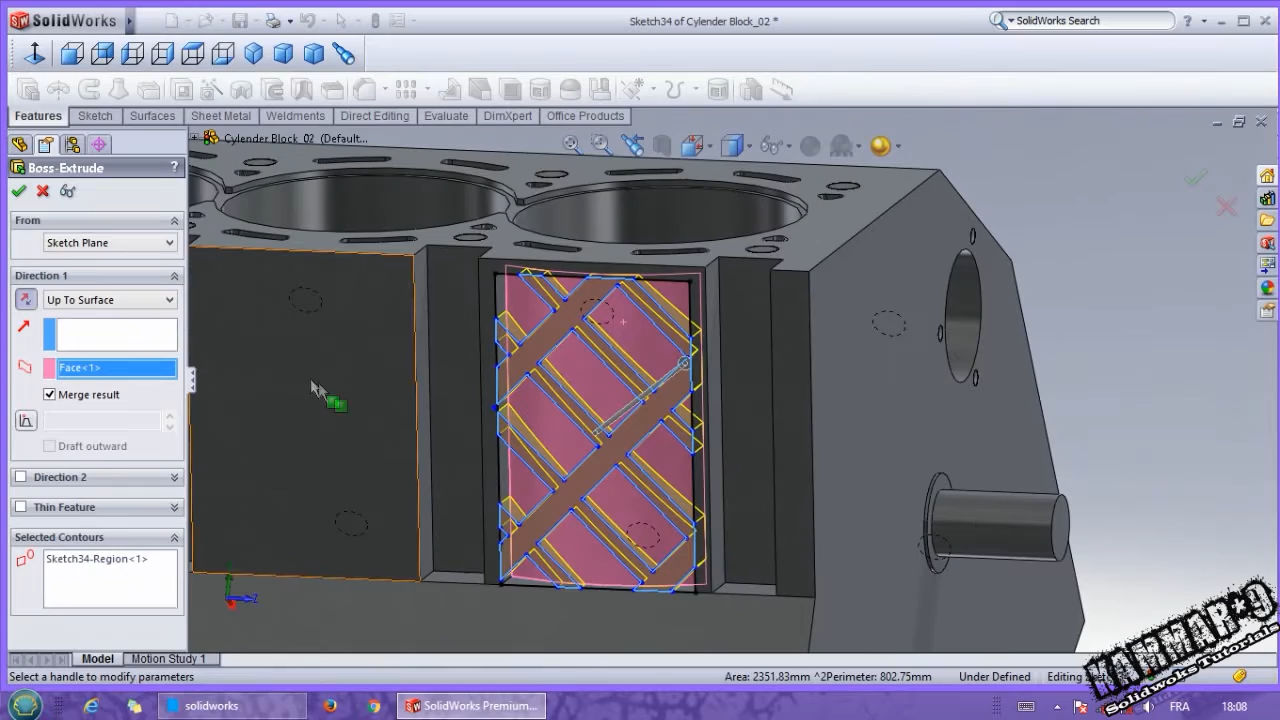 SolidWorks
Sketch34 of Cylender Block_02 *
SolidWorks Search
?
Features
Sketch
Surfaces
Sheet Metal
Weldments
Direct Editing
Evaluate
DimXpert
Office Products
Cylender Block_02 (Default...
Boss-Extrude
?
From
Sketch Plane
Direction 1
Up To Surface
Face<1>
Merge result
Draft outward
Direction 2
Thin Feature
Selected Contours
Sketch34-Region<1>
Z
Model
Motion Study 1
Select a handle to modify parameters
Area: 2351.83mm ^2Perimeter: 802.75mm
Under Defined
Solidworks Tutorials
solidworks
SolidWorks Premium...
FR
18:08